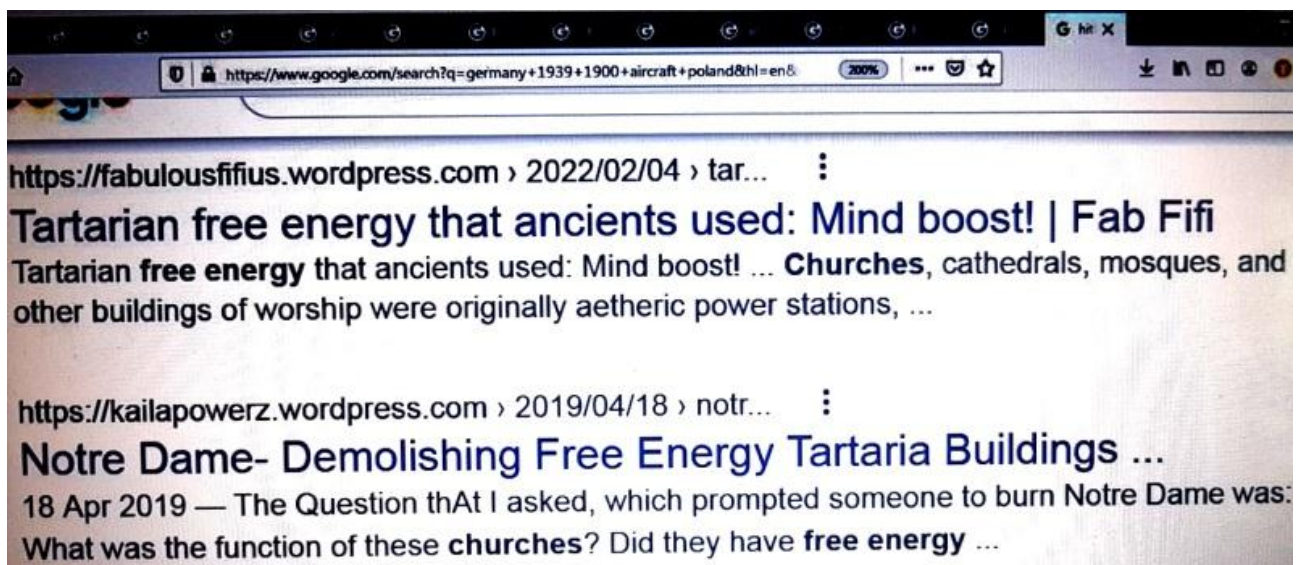 G hit X
https://www.google.com/search?q=germany+1939+1900+aircraft+poland&hl=en&
200%
https://fabulousfifius.wordpress.com › 2022/02/04 › tar...
Tartarian free energy that ancients used: Mind boost! | Fab Fifi
Tartarian free energy that ancients used: Mind boost! ... Churches, cathedrals, mosques, and
other buildings of worship were originally aetheric power stations, ...
https://kailapowerz.wordpress.com › 2019/04/18 › notr...
Notre Dame- Demolishing Free Energy Tartaria Buildings ...
18 Apr 2019 — The Question thAt I asked, which prompted someone to burn Notre Dame was:
What was the function of these churches? Did they have free energy ...